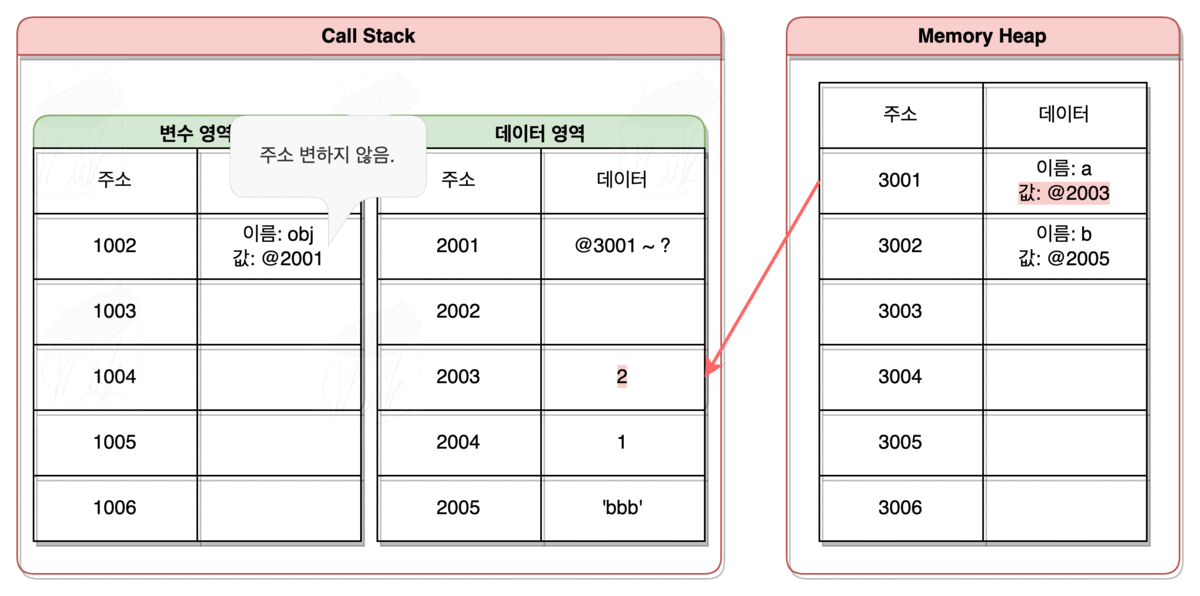 Call Stack
변수 영역
주소
1002
이름: obj
값: @2001
1003
1004
1005
1006
주소 변하지 않음.
데이터 영역
주소
데이터
2001
@3001 ~ ?
2002
2003
2
2004
1
2005
'bbb'
Memory Heap
주소
데이터
3001
이름: a
값: @2003
3002
이름: b
값: @2005
3003
3004
3005
3006